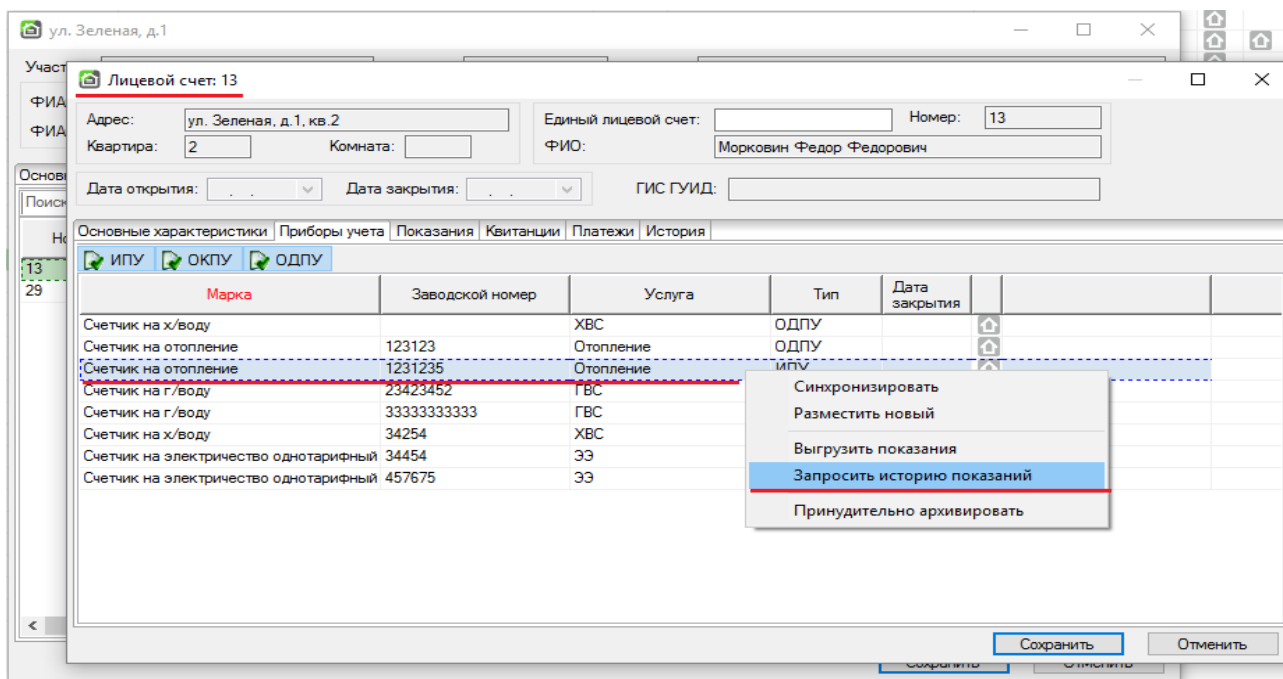 ул. Зеленая, д.1
Участ
Лицевой счет: 13
ФИА
ФИА
Адрес: ул. Зеленая, д.1, кв.2 Единый лицевой счет: Номер: 13
Квартира: 2 Комната: ФИО: Морковин Федор Федорович
Основ
Дата открытия: . . Дата закрытия: . . ГИС ГУИД:
Поиск
Основные характеристики Приборы учета Показания Квитанции Платежи История
Но
ИПУ ОКПУ ОДПУ
13
29
Марка Заводской номер Услуга Тип Дата закрытия
Счетчик на х/воду ХВС ОДПУ
Счетчик на отопление 123123 Отопление ОДПУ
Счетчик на отопление 1231235 Отопление ИПУ
Счетчик на г/воду 23423452 ГВС
Счетчик на г/воду 33333333333 ГВС
Счетчик на х/воду 34254 ХВС
Счетчик на электричество однотарифный 34454 ЭЭ
Счетчик на электричество однотарифный 457675 ЭЭ
Синхронизировать
Разместить новый
Выгрузить показания
Запросить историю показаний
Принудительно архивировать
Сохранить Отменить
Сохранить Отменить